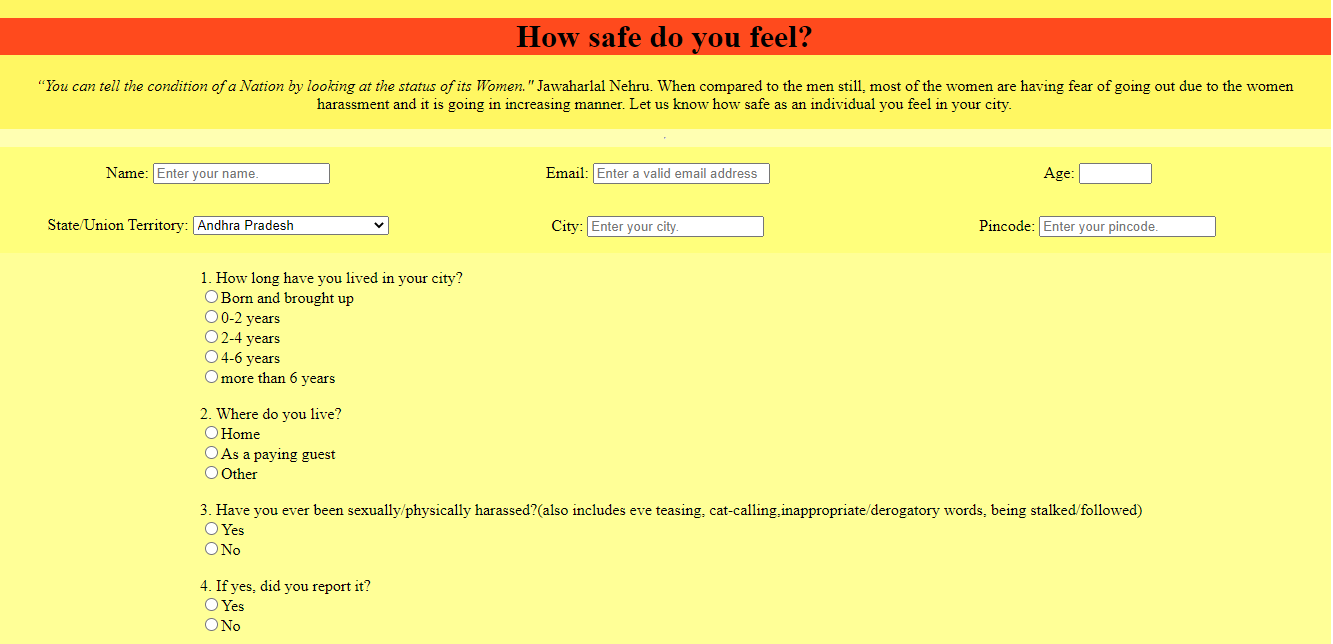 How safe do you feel?
“You can tell the condition of a Nation by looking at the status of its Women." Jawaharlal Nehru. When compared to the men still, most of the women are having fear of going out due to the women
harassment and it is going in increasing manner. Let us know how safe as an individual you feel in your city.
.
Name: Enter your name. Email: Enter a valid email address Age:
State/Union Territory: Andhra Pradesh City: Enter your city. Pincode: Enter your pincode.
1. How long have you lived in your city?
Born and brought up
0-2 years
2-4 years
4-6 years
more than 6 years
2. Where do you live?
Home
As a paying guest
Other
3. Have you ever been sexually/physically harassed?(also includes eve teasing, cat-calling,inappropriate/derogatory words, being stalked/followed)
Yes
No
4. If yes, did you report it?
Yes
No